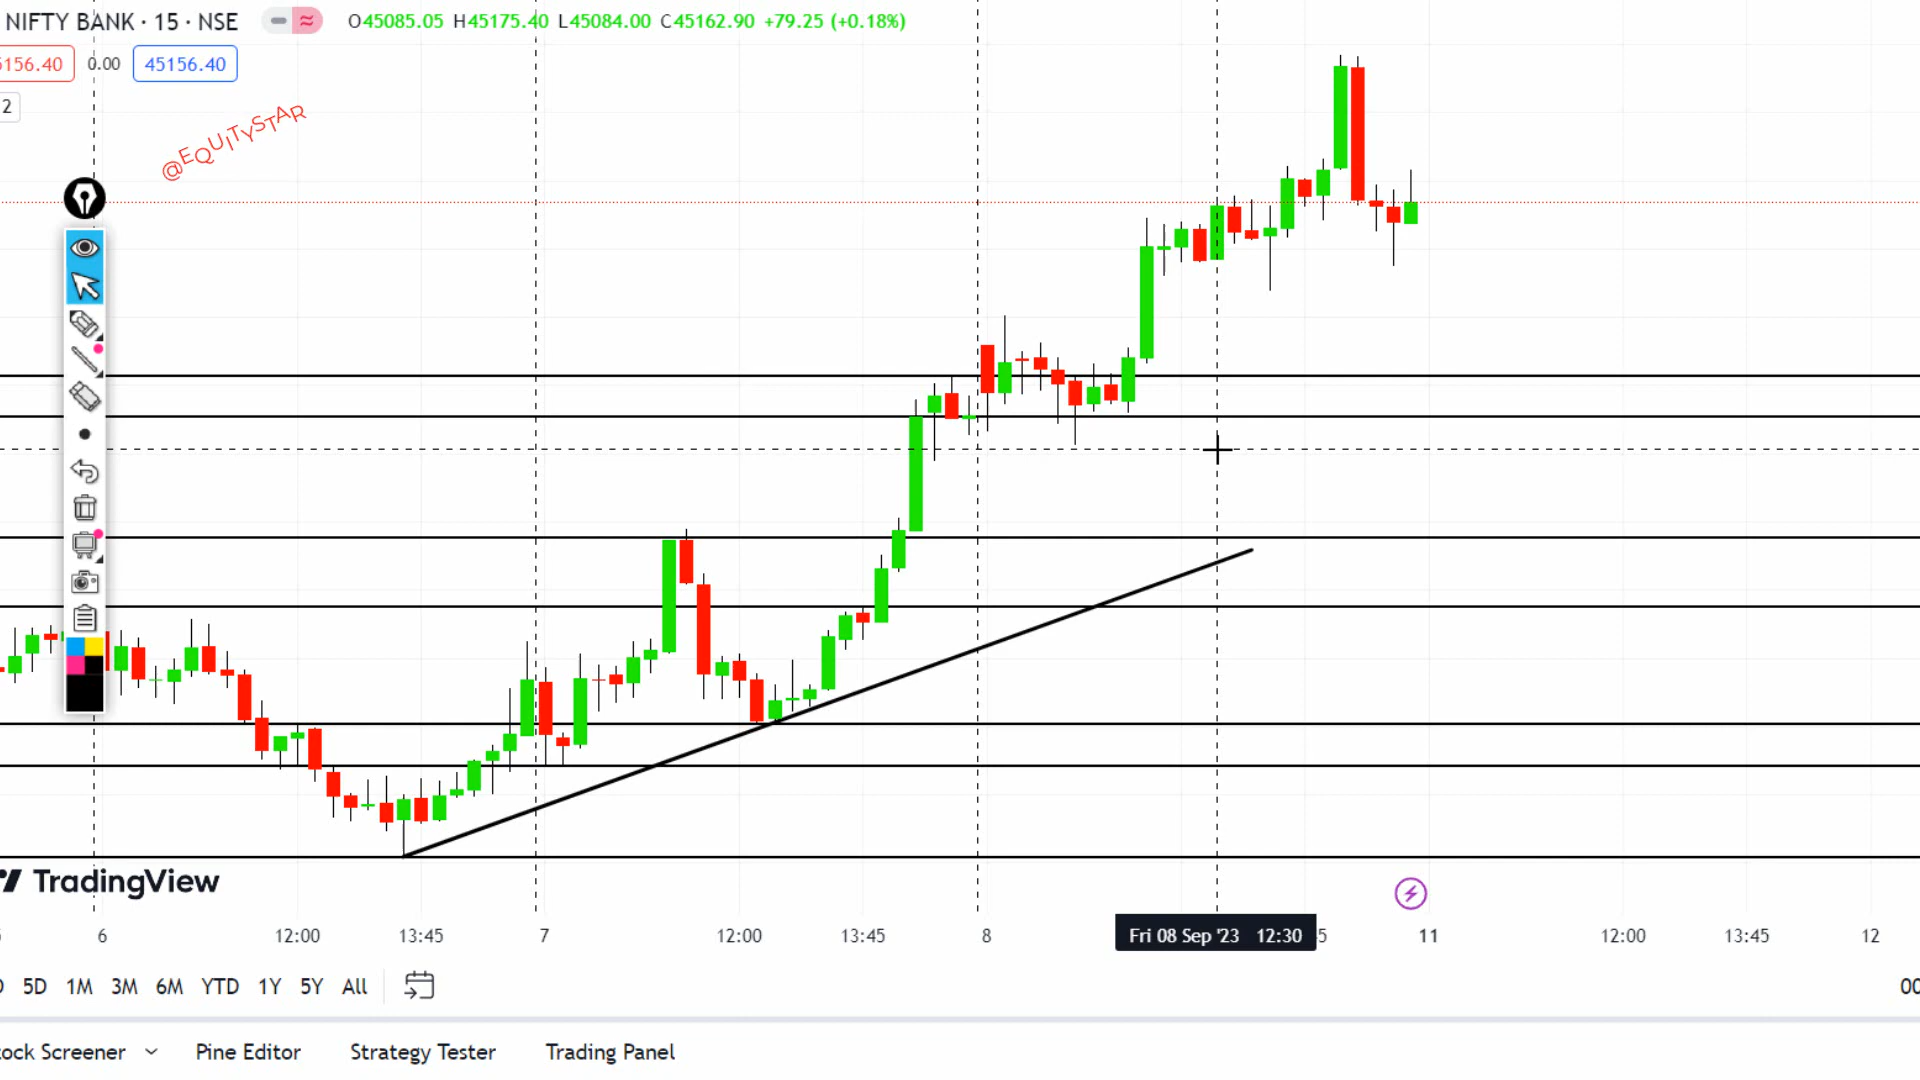 NIFTY BANK · 15 · NSE
O45085.05 H45175.40 L45084.00 C45162.90 +79.25 (+0.18%)
156.40 0.00 45156.40
2
@EQUITYSTAR
TradingView
6 12:00 13:45 7 12:00 13:45 8 Fri 08 Sep '23 12:30 5 11 12:00 13:45 12
5D 1M 3M 6M YTD 1Y 5Y All
00
tock Screener Pine Editor Strategy Tester Trading Panel